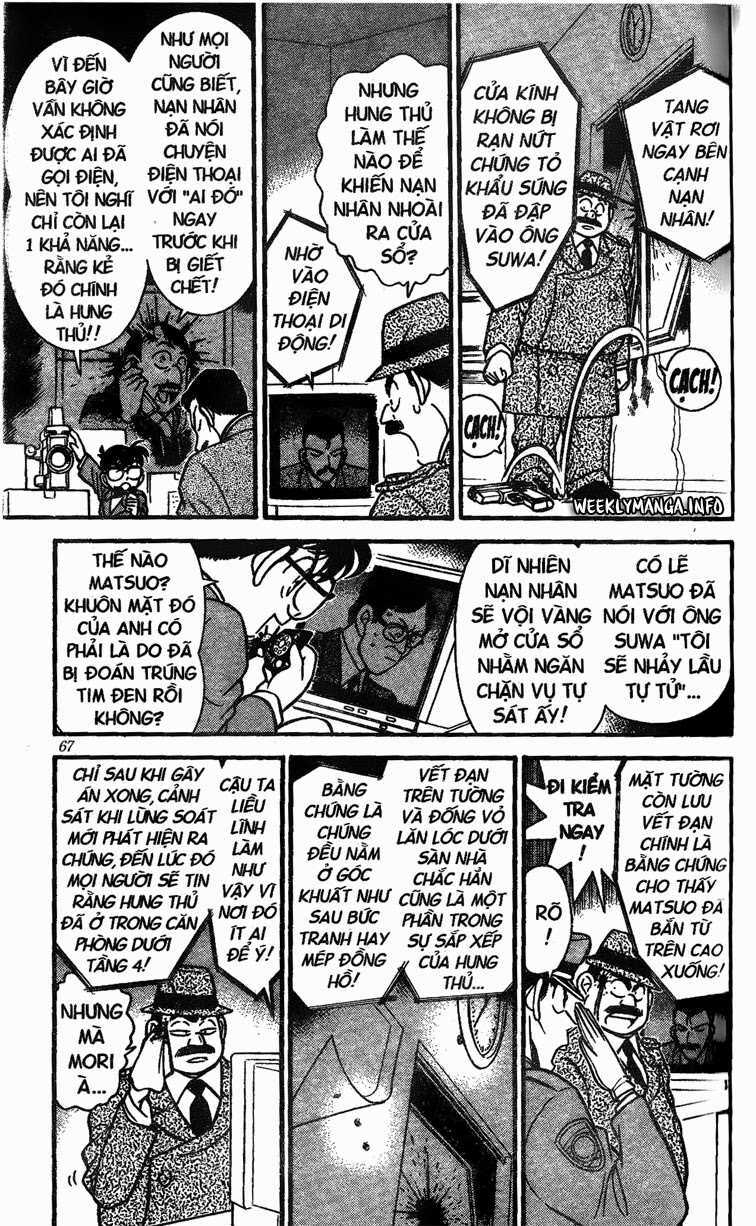 TANG
VẬT RƠI
NGAY BÊN
CẠNH
NẠN
NHÂN!
CỬA KÍNH
KHÔNG BỊ
RẠN NỨT
CHỨNG TỎ
KHẨU SÚNG
ĐÃ ĐẬP
VÀO ÔNG
SUWA!
CẠCH!
CẠCH!
WEEKLYMANGA.INFO
NHƯNG
HUNG THỦ
LÀM THẾ
NÀO ĐỂ
KHIẾN NẠN
NHÂN NHOÀI
RA CỬA
SỔ?
NHỜ
VÀO
ĐIỆN
THOẠI DI
ĐỘNG!
NHƯ MỌI
NGƯỜI
CŨNG BIẾT,
NẠN NHÂN
ĐÃ NÓI
CHUYỆN
ĐIỆN THOẠI
VỚI "AI ĐÓ"
NGAY
TRƯỚC KHI
BỊ GIẾT
CHẾT!
VÌ ĐẾN
BÂY GIỜ
VẪN KHÔNG
XÁC ĐỊNH
ĐƯỢC AI ĐÃ
GỌI ĐIỆN,
NÊN TÔI NGHĨ
CHỈ CÒN LẠI
1 KHẢ NĂNG...
RẰNG KẺ
ĐÓ CHÍNH
LÀ HUNG
THỦ!!
CÓ LẼ
MATSUO ĐÃ
NÓI VỚI ÔNG
SUWA "TÔI
SẼ NHẢY LẦU
TỰ TỬ"...
DĨ NHIÊN
NẠN NHÂN
SẼ VỘI VÀNG
MỞ CỬA SỔ
NHẰM NGĂN
CHẶN VỤ TỰ
SÁT ẤY!
THẾ NÀO
MATSUO?
KHUÔN MẶT ĐÓ
CỦA ANH CÓ
PHẢI LÀ DO ĐÃ
BỊ ĐOÁN TRÚNG
TIM ĐEN RỒI
KHÔNG?
67
MẶT TƯỜNG
CÒN LƯU
VẾT ĐẠN
CHÍNH LÀ
BẰNG CHỨNG
CHO THẤY
MATSUO ĐÃ
BẮN TỪ
TRÊN CAO
XUỐNG!
ĐI KIỂM
TRA
NGAY
!
RÕ
!
VẾT ĐẠN
TRÊN TƯỜNG
VÀ ĐỐNG VỎ
LĂN LÓC DƯỚI
SÀN NHÀ
CHẮC HẲN
CŨNG LÀ MỘT
PHẦN TRONG
SỰ SẮP XẾP
CỦA HUNG
THỦ...
BẰNG
CHỨNG LÀ
CHÚNG
ĐỀU NẰM
Ở GÓC
KHUẤT NHƯ
SAU BỨC
TRANH HAY
MÉP ĐỒNG
HỒ!
CẬU TA
LIỀU
LĨNH
LÀM
NHƯ
VẬY VÌ
NƠI ĐÓ
ÍT AI
ĐỂ Ý!
CHỈ SAU KHI GÂY
ÁN XONG, CẢNH
SÁT KHI LÙNG SOÁT
MỚI PHÁT HIỆN RA
CHÚNG, ĐẾN LÚC ĐÓ
MỌI NGƯỜI SẼ TIN
RẰNG HUNG THỦ
ĐÃ Ở TRONG CĂN
PHÒNG DƯỚI
TẦNG 4!
NHƯNG
MÀ
MORI
À...